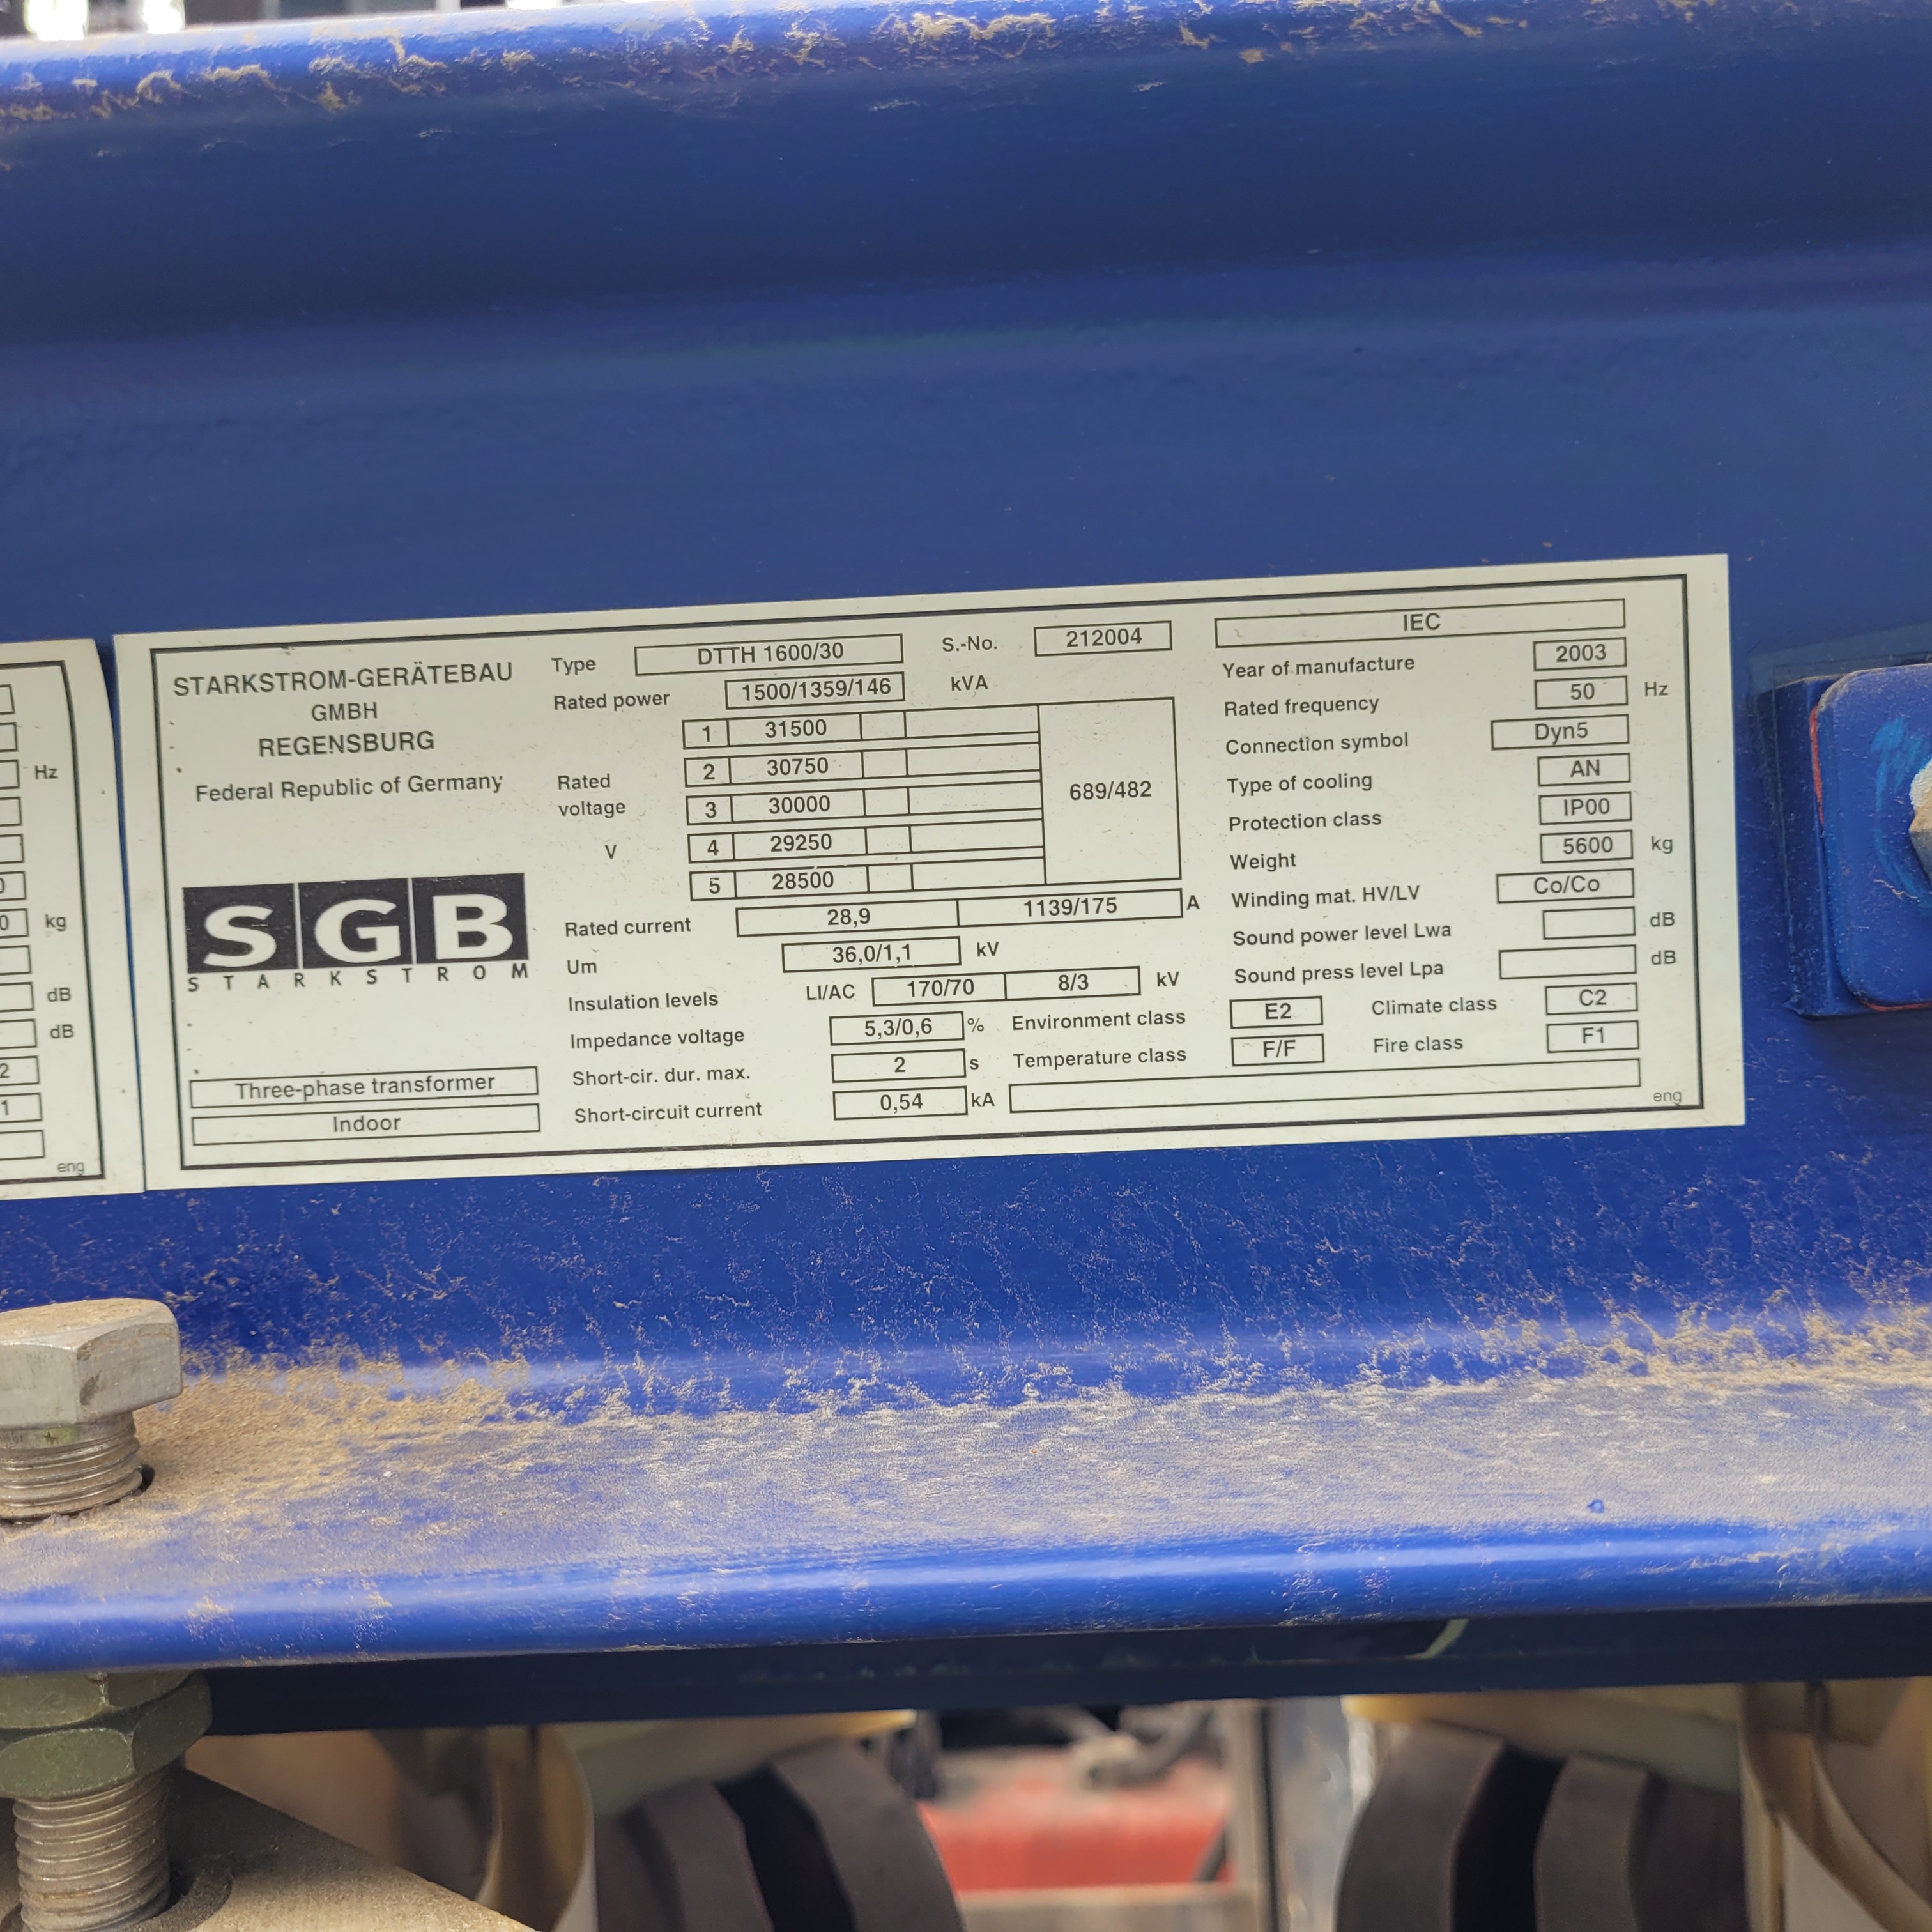 Hz
kg
dB
dB
eng
STARKSTROM-GERÄTEBAU
GMBH
REGENSBURG
Federal Republic of Germany
SGB
STARKSTROM
Three-phase transformer
Indoor
Type DTTH 1600/30 S.-No. 212004
Rated power 1500/1359/146 kVA
Rated voltage V
1 31500
2 30750
3 30000
4 29250
5 28500
689/482
Rated current 28,9 1139/175 A
Um 36,0/1,1 kV
Insulation levels LI/AC 170/70 8/3 kV
Impedance voltage 5,3/0,6 %
Short-cir. dur. max. 2 s
Short-circuit current 0,54 kA
IEC
Year of manufacture 2003
Rated frequency 50 Hz
Connection symbol Dyn5
Type of cooling AN
Protection class IP00
Weight 5600 kg
Winding mat. HV/LV Co/Co
Sound power level Lwa dB
Sound press level Lpa dB
Environment class E2 Climate class C2
Temperature class F/F Fire class F1
eng